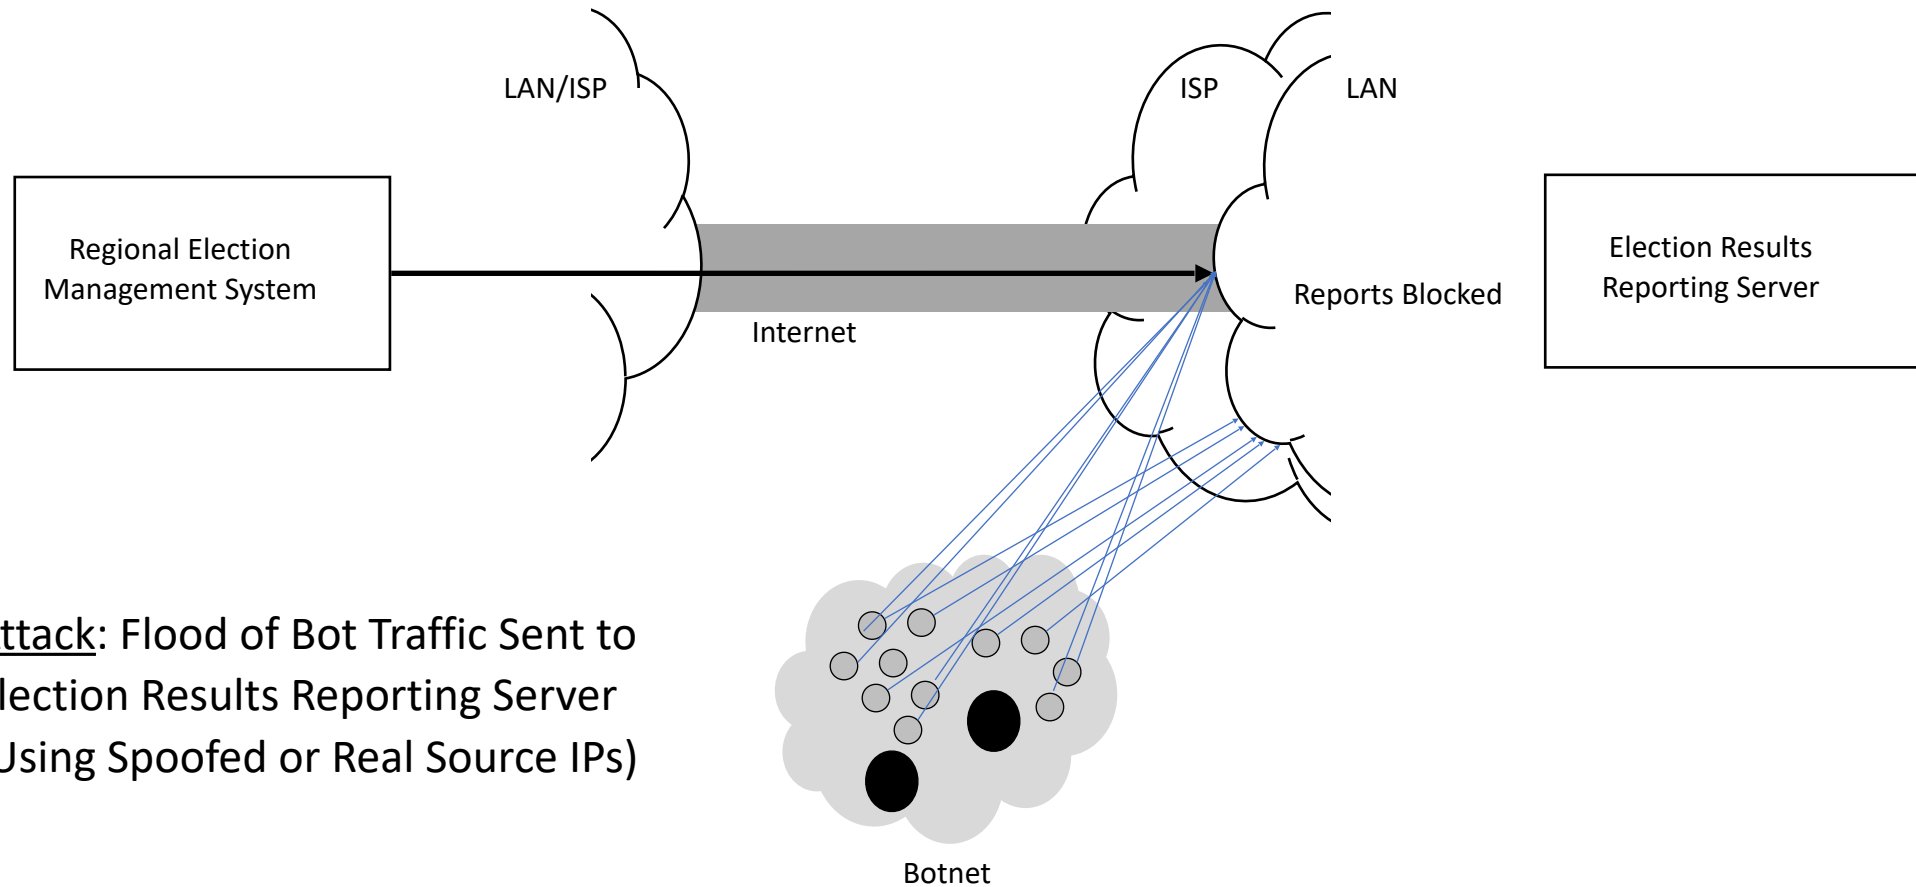 LAN/ISP
ISP
LAN
Regional Election
Management System
Internet
Reports Blocked
Election Results
Reporting Server
ttack: Flood of Bot Traffic Sent to
lection Results Reporting Server
Using Spoofed or Real Source IPs)
Botnet